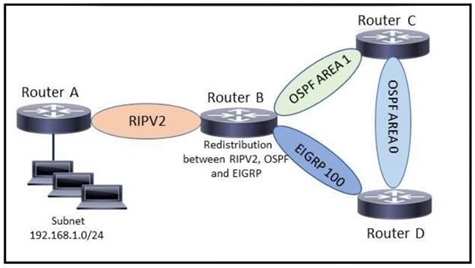 Router C
Router A
Router B
OSPF AREA 1
RIPV2
OSPF AREA 0
Redistribution
between RIPV2, OSPF
and EIGRP
EIGRP 100
Subnet
192.168.1.0/24
Router D